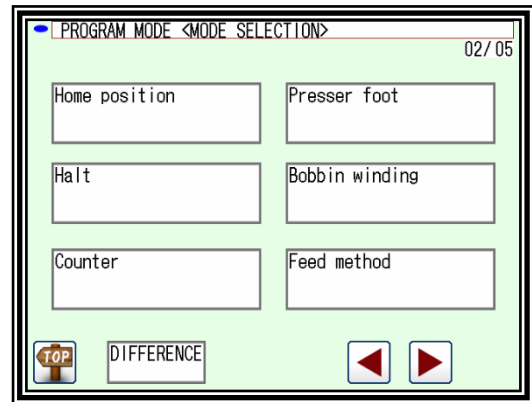 PROGRAM MODE <MODE SELECTION>
02/05
Home position
Presser foot
Halt
Bobbin winding
Counter
Feed method
TOP
DIFFERENCE